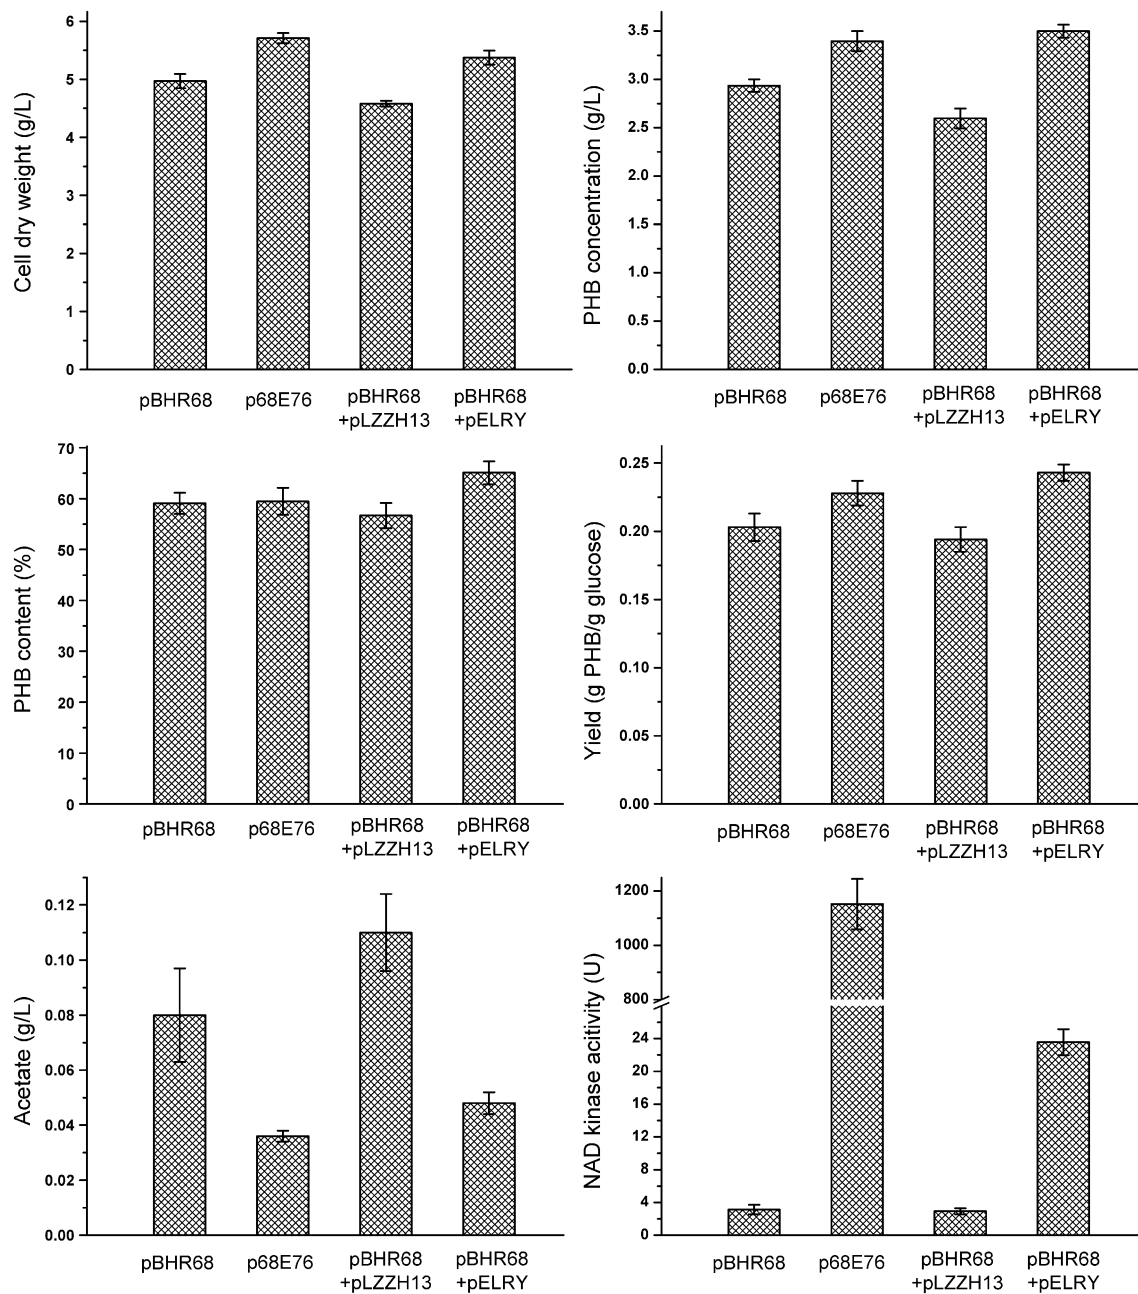 Cell dry weight (g/L)
6
5
4
3
2
1
0
pBHR68
p68E76
pBHR68
+pLZZH13
pBHR68
+pELRY
PHB concentration (g/L)
3.5
3.0
2.5
2.0
1.5
1.0
0.5
0.0
pBHR68
p68E76
pBHR68
+pLZZH13
pBHR68
+pELRY
PHB content (%)
70
60
50
40
30
20
10
0
pBHR68
p68E76
pBHR68
+pLZZH13
pBHR68
+pELRY
Yield (g PHB/g glucose)
0.25
0.20
0.15
0.10
0.05
0.00
pBHR68
p68E76
pBHR68
+pLZZH13
pBHR68
+pELRY
Acetate (g/L)
0.12
0.10
0.08
0.06
0.04
0.02
0.00
pBHR68
p68E76
pBHR68
+pLZZH13
pBHR68
+pELRY
NAD kinase acitivity (U)
1200
1000
800
24
20
16
12
8
4
0
pBHR68
p68E76
pBHR68
+pLZZH13
pBHR68
+pELRY